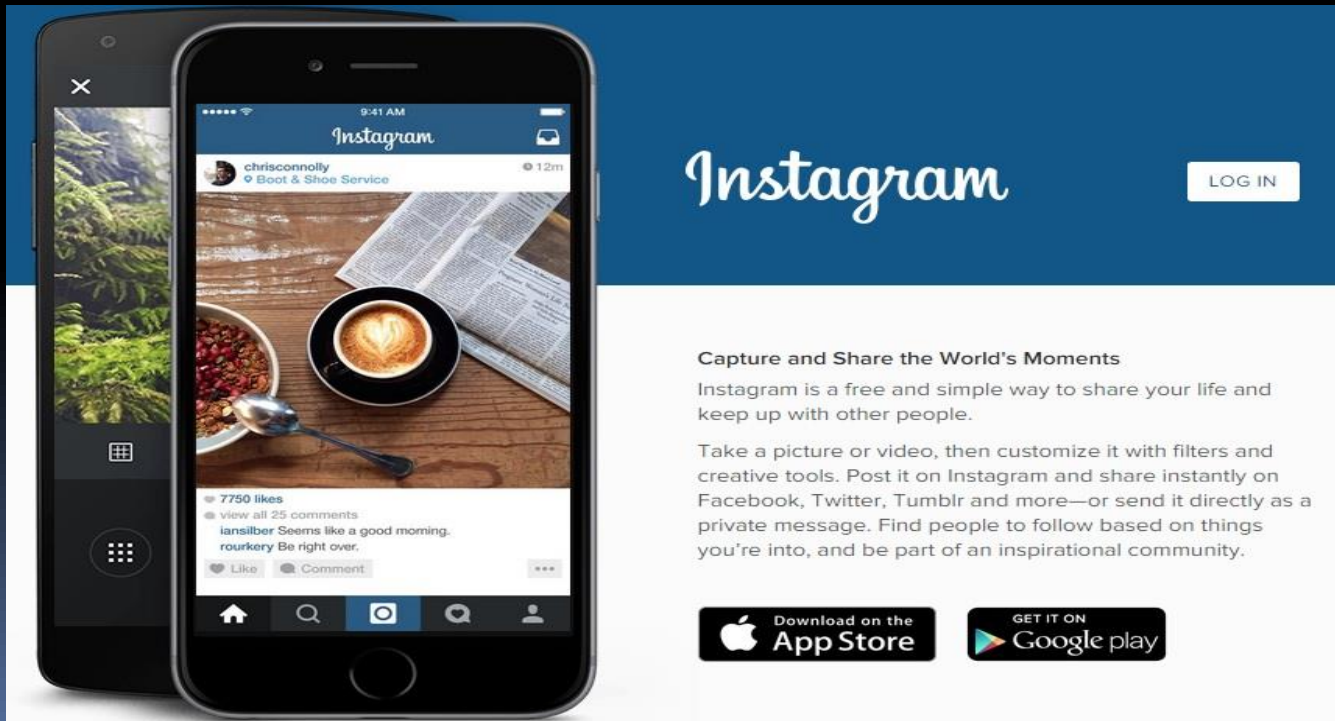 9:41 AM
Instagram
chrisconnolly
12m
Boot & Shoe Service
7750 likes
view all 25 comments
iansilber Seems like a good morning.
rourkery Be right over.
Like Comment
Instagram
LOG IN
Capture and Share the World's Moments
Instagram is a free and simple way to share your life and
keep up with other people.
Take a picture or video, then customize it with filters and
creative tools. Post it on Instagram and share instantly on
Facebook, Twitter, Tumblr and more—or send it directly as a
private message. Find people to follow based on things
you're into, and be part of an inspirational community.
Download on the
App Store
GET IT ON
Google play